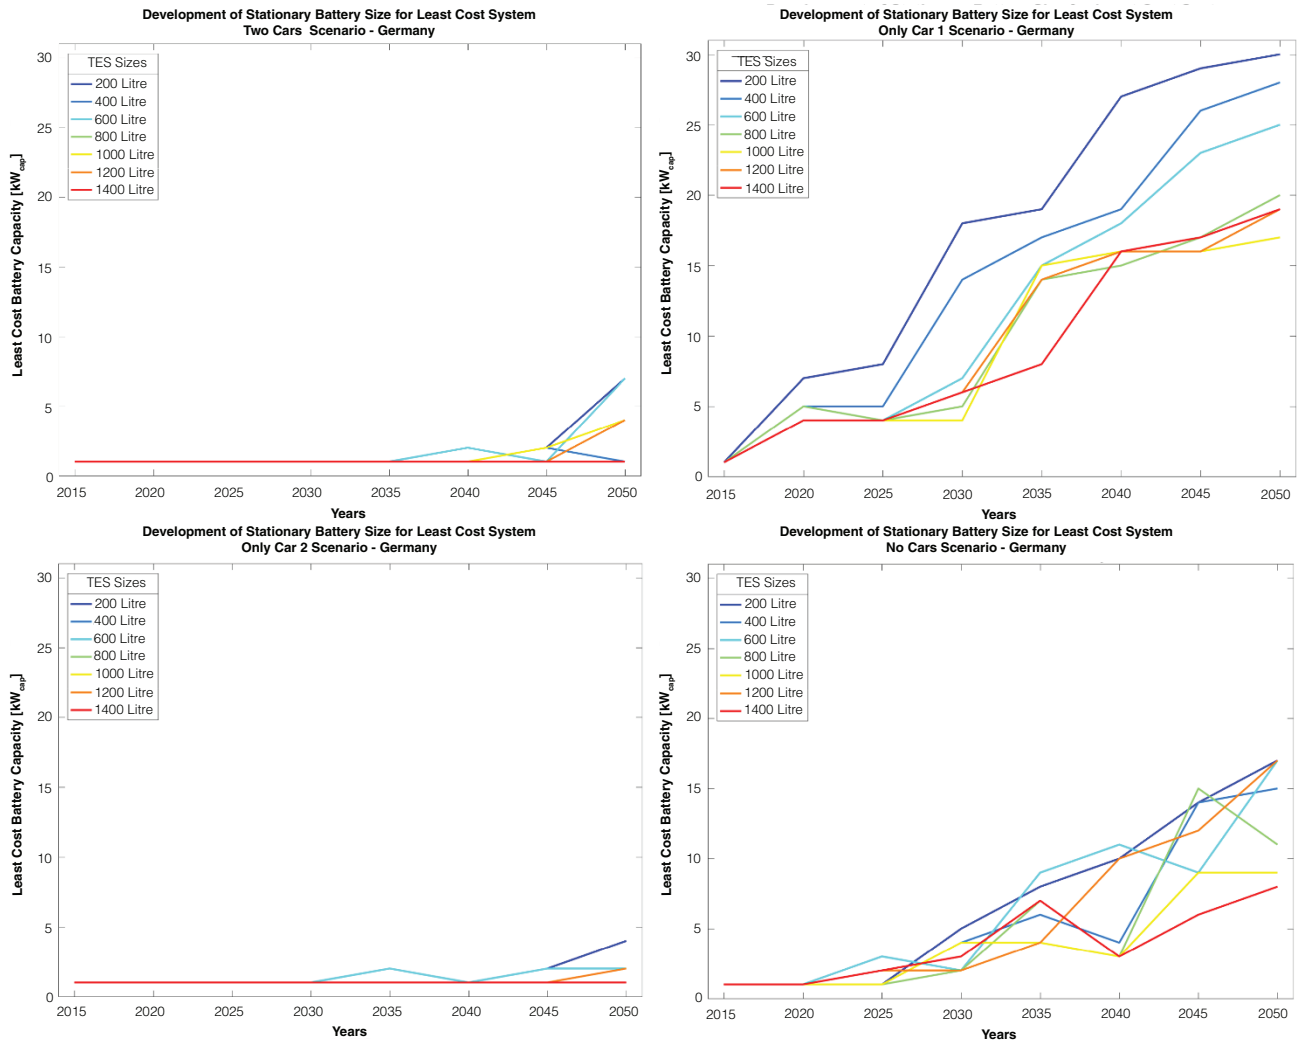 Development of Stationary Battery Size for Least Cost System
Two Cars Scenario - Germany
30
25
20
15
10
5
0
Least Cost Battery Capacity [kWcap]
TES Sizes
200 Litre
400 Litre
600 Litre
800 Litre
1000 Litre
1200 Litre
1400 Litre
2015 2020 2025 2030 2035 2040 2045 2050
Years
Development of Stationary Battery Size for Least Cost System
Only Car 1 Scenario - Germany
30
25
20
15
10
5
0
Least Cost Battery Capacity [kWcap]
TES Sizes
200 Litre
400 Litre
600 Litre
800 Litre
1000 Litre
1200 Litre
1400 Litre
2015 2020 2025 2030 2035 2040 2045 2050
Years
Development of Stationary Battery Size for Least Cost System
Only Car 2 Scenario - Germany
30
25
20
15
10
5
0
Least Cost Battery Capacity [kWcap]
TES Sizes
200 Litre
400 Litre
600 Litre
800 Litre
1000 Litre
1200 Litre
1400 Litre
2015 2020 2025 2030 2035 2040 2045 2050
Years
Development of Stationary Battery Size for Least Cost System
No Cars Scenario - Germany
30
25
20
15
10
5
0
Least Cost Battery Capacity [kWcap]
TES Sizes
200 Litre
400 Litre
600 Litre
800 Litre
1000 Litre
1200 Litre
1400 Litre
2015 2020 2025 2030 2035 2040 2045 2050
Years